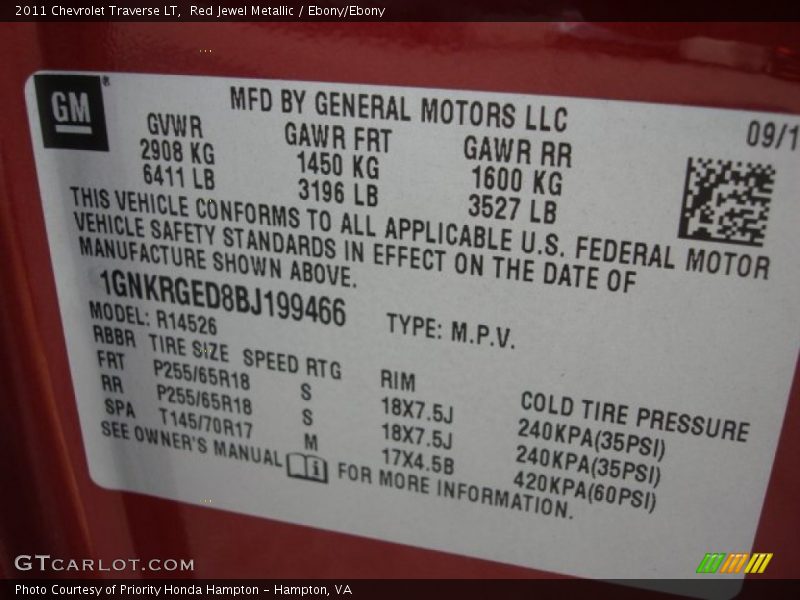 2011 Chevrolet Traverse LT, Red Jewel Metallic / Ebony/Ebony
GM ®
MFD BY GENERAL MOTORS LLC
09/1
GVWR GAWR FRT GAWR RR
2908 KG 1450 KG 1600 KG
6411 LB 3196 LB 3527 LB
THIS VEHICLE CONFORMS TO ALL APPLICABLE U.S. FEDERAL MOTOR
VEHICLE SAFETY STANDARDS IN EFFECT ON THE DATE OF
MANUFACTURE SHOWN ABOVE.
1GNKRGED8BJ199466 TYPE: M.P.V.
MODEL: R14526
RBBR TIRE SIZE SPEED RTG RIM COLD TIRE PRESSURE
FRT P255/65R18 S 18X7.5J 240KPA(35PSI)
RR P255/65R18 S 18X7.5J 240KPA(35PSI)
SPA T145/70R17 M 17X4.5B 420KPA(60PSI)
SEE OWNER'S MANUAL i FOR MORE INFORMATION.
GTCARLOT.COM
Photo Courtesy of Priority Honda Hampton - Hampton, VA